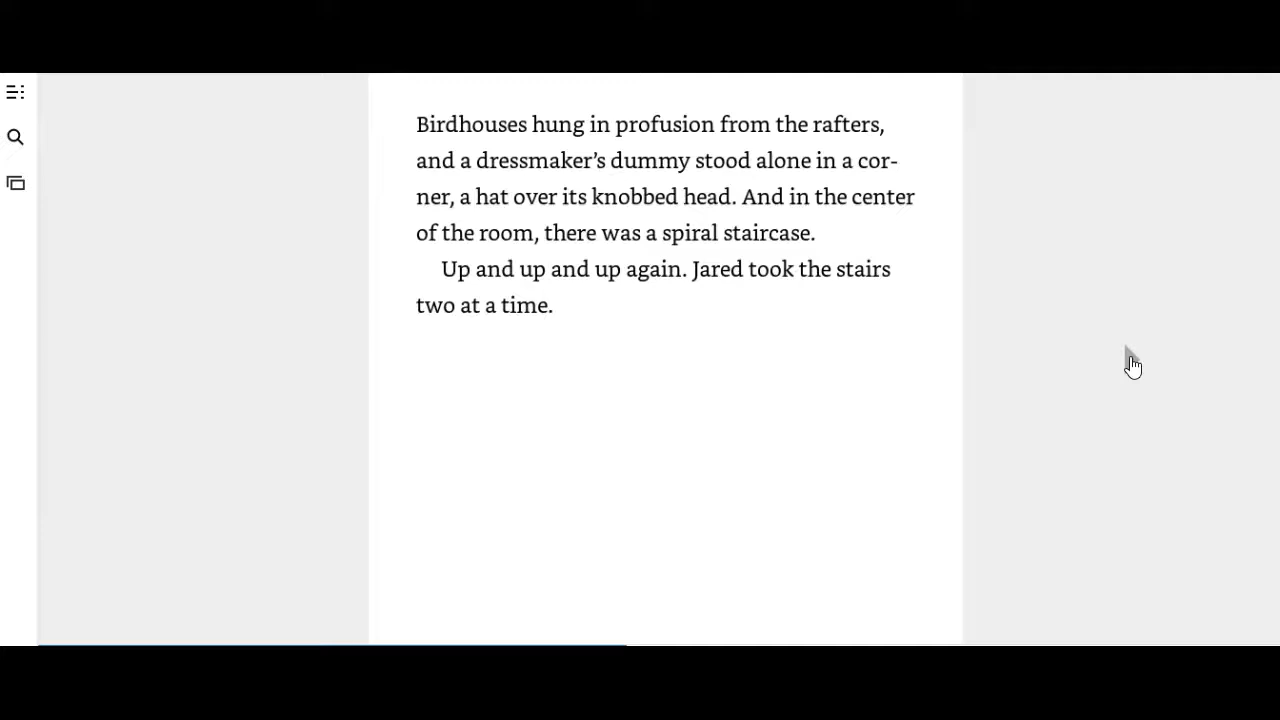 Birdhouses hung in profusion from the rafters,
and a dressmaker’s dummy stood alone in a cor-
ner, a hat over its knobbed head. And in the center
of the room, there was a spiral staircase.
Up and up and up again. Jared took the stairs
two at a time.